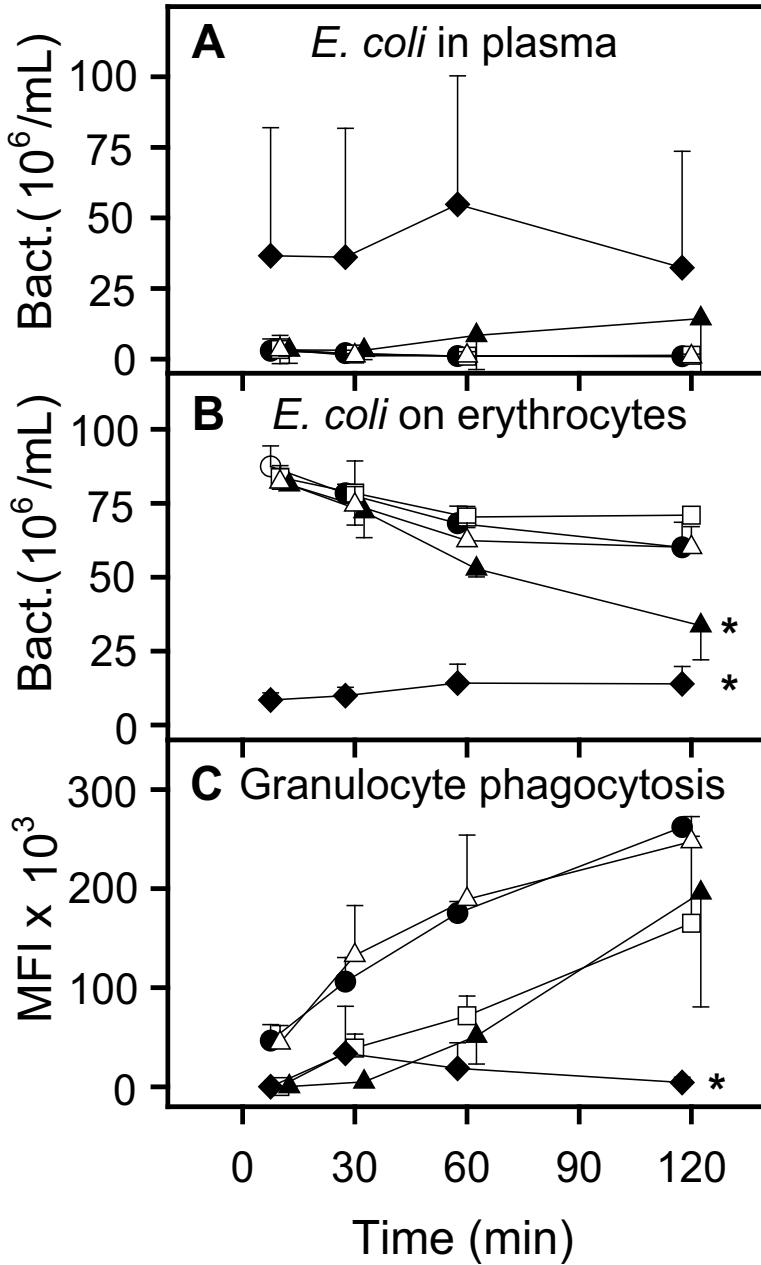 A E. coli in plasma
Bact.( 10⁶/mL)
100
75
50
25
0
B E. coli on erythrocytes
Bact.(10⁶/mL)
100
75
50
25
0
*
*
C Granulocyte phagocytosis
MFI x 10³
300
200
100
0
*
0 30 60 90 120
Time (min)